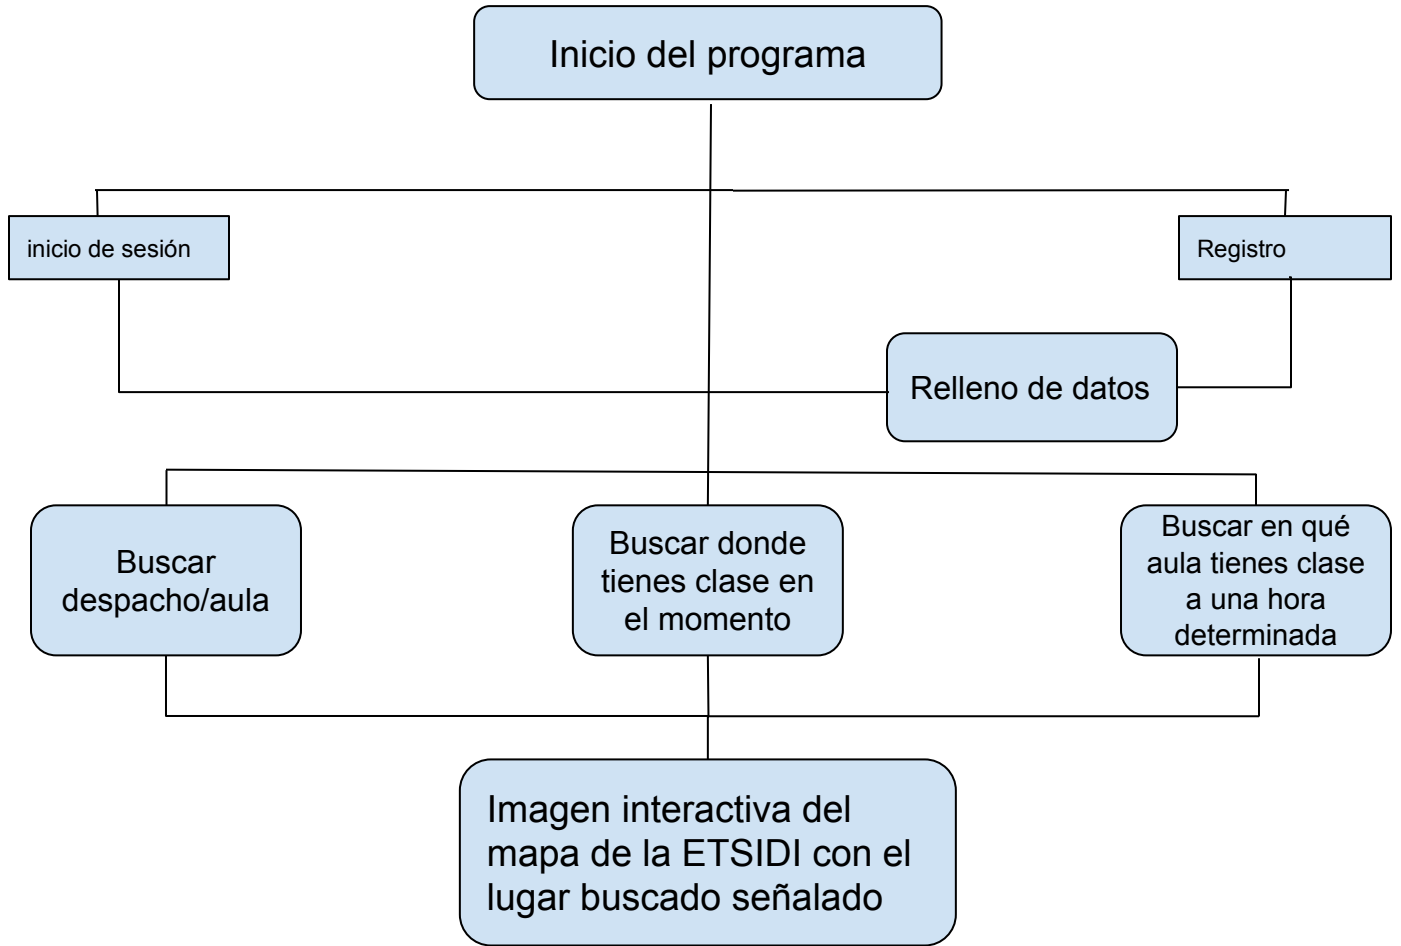 Inicio del programa
inicio de sesión
Registro
Relleno de datos
Buscar
despacho/aula
Buscar donde
tienes clase en
el momento
Buscar en qué
aula tienes clase
a una hora
determinada
Imagen interactiva del
mapa de la ETSIDI con el
lugar buscado señalado